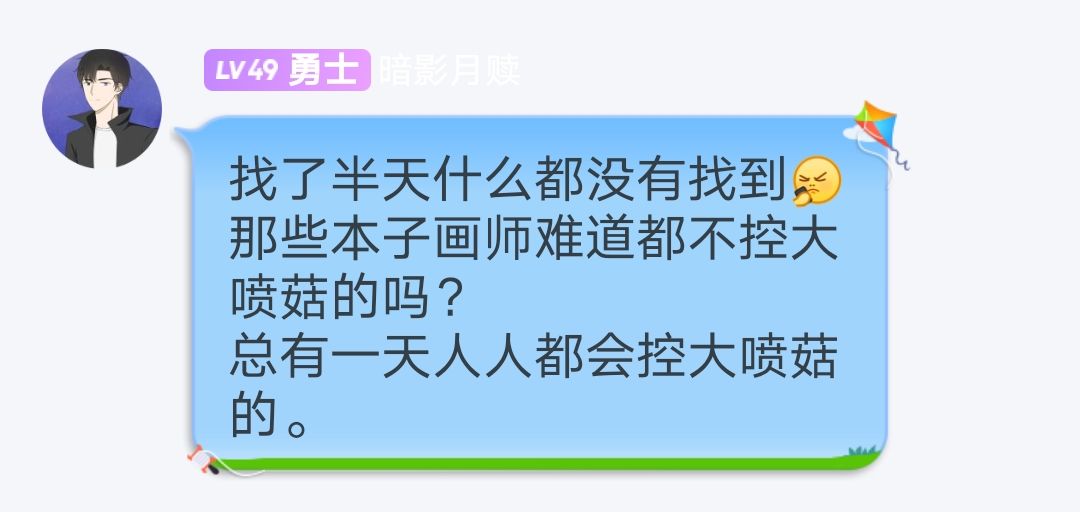 LV49 勇士 暗影月赎
找了半天什么都没有找到
那些本子画师难道都不控大
喷菇的吗？
总有一天人人都会控大喷菇
的。